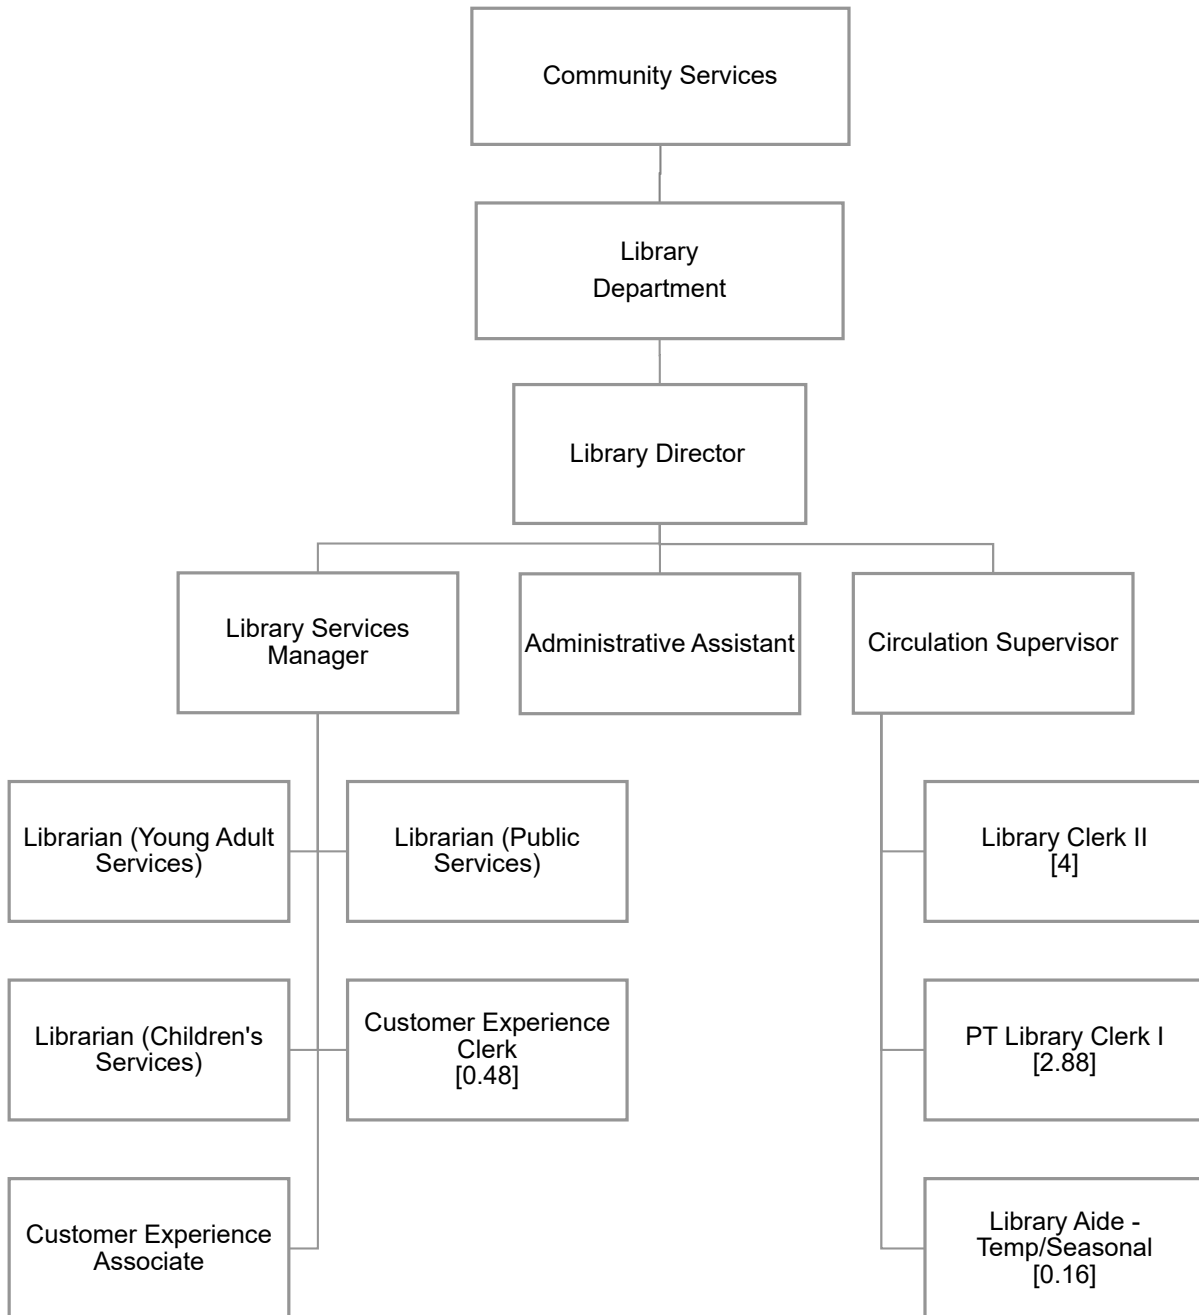 Community Services
Library
Department
Library Director
Library Services
Manager
Administrative Assistant
Circulation Supervisor
Librarian (Young Adult
Services)
Librarian (Public
Services)
Library Clerk II
[4]
Librarian (Children's
Services)
Customer Experience
Clerk
[0.48]
PT Library Clerk I
[2.88]
Customer Experience
Associate
Library Aide -
Temp/Seasonal
[0.16]